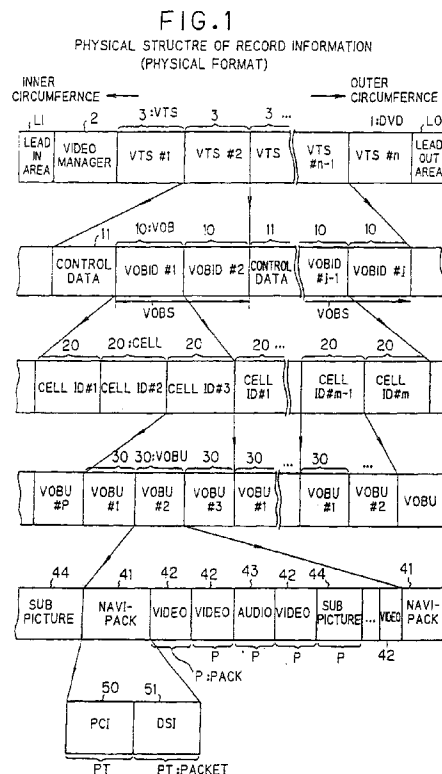 FIG.1
PHYSICAL STRUCTRE OF RECORD INFORMATION
(PHYSICAL FORMAT)
INNER CIRCUMFERNCE
OUTER CIRCUMFERNCE
LI 2 3:VTS 3 3... 1:DVD LO
LEAD IN AREA VIDEO MANAGER VTS #1 VTS #2 VTS VTS #n-1 VTS #n LEAD OUT AREA
11 10:VOB 10 11 10 10
CONTROL DATA VOBID #1 VOBID #2 CONTROL DATA VOBID #j-1 VOBID #j
VOBS VOBS
20 20:CELL 20 20... 20 20
CELL ID#1 CELL ID#2 CELL ID#3 CELL ID#1 ... CELL ID#m-1 CELL ID#m
30 30:VOBU 30 30 ... 30 ...
VOBU #P VOBU #1 VOBU #2 VOBU #3 VOBU #1 VOBU #1 VOBU #2 VOBU
44 41 42 42 43 42 44 41
SUB PICTURE NAVI-PACK VIDEO VIDEO AUDIO VIDEO SUB PICTURE ... VIDEO NAVI-PACK
P P P P 42
P:PACK
50 51
PCI DSI
PT PT:PACKET